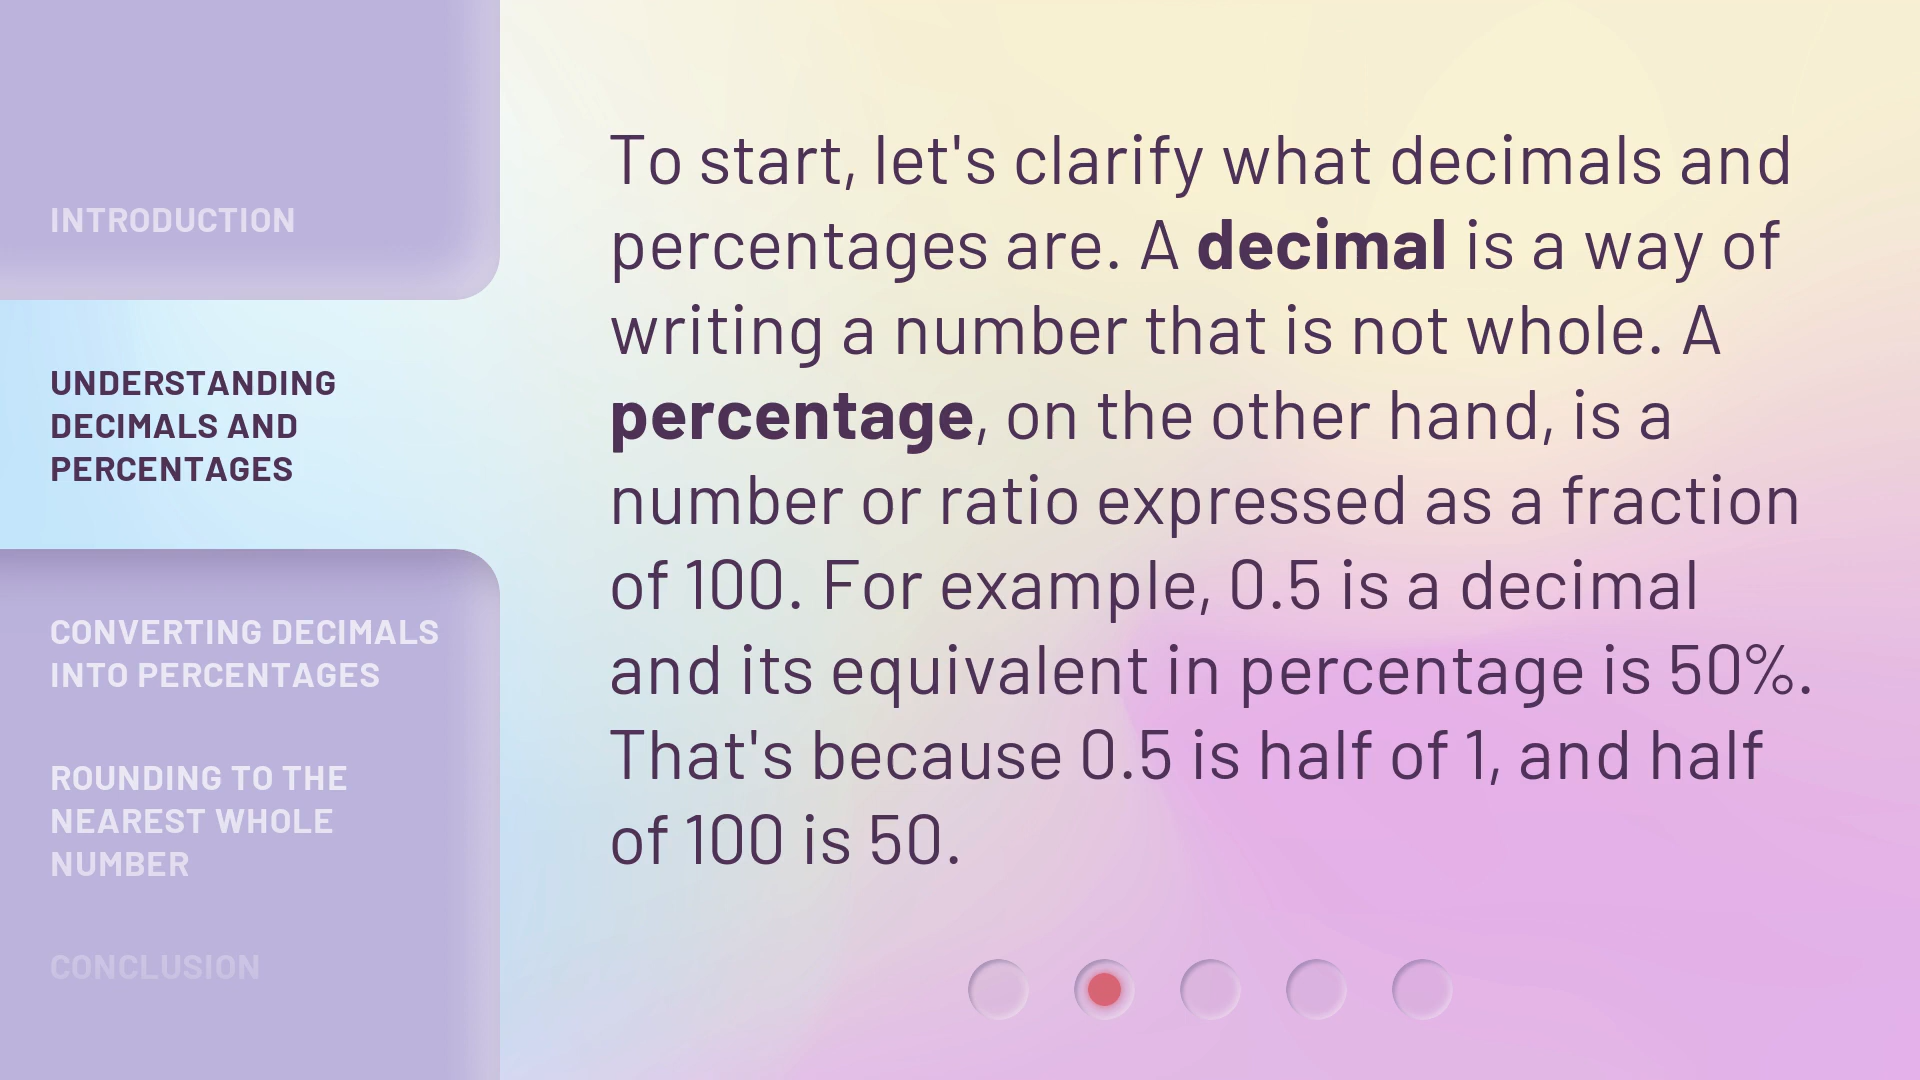 INTRODUCTION
UNDERSTANDING
DECIMALS AND
PERCENTAGES
CONVERTING DECIMALS
INTO PERCENTAGES
ROUNDING TO THE
NEAREST WHOLE
NUMBER
CONCLUSION
To start, let's clarify what decimals and
percentages are. A decimal is a way of
writing a number that is not whole. A
percentage, on the other hand, is a
number or ratio expressed as a fraction
of 100. For example, 0.5 is a decimal
and its equivalent in percentage is 50%.
That's because 0.5 is half of 1, and half
of 100 is 50.